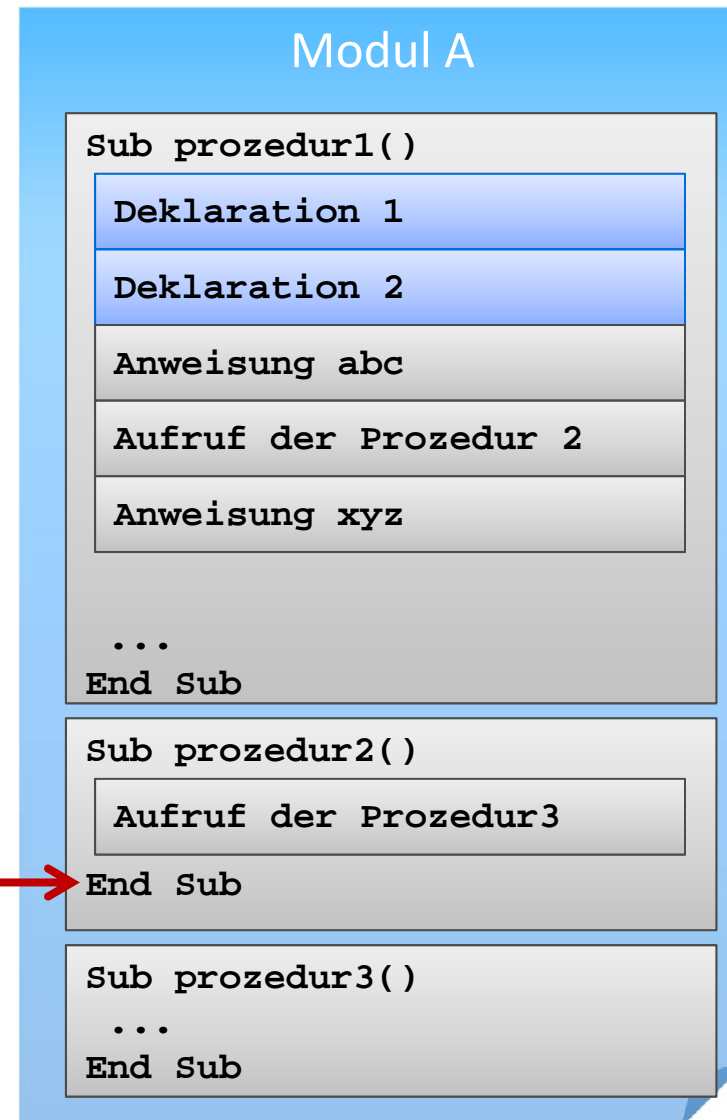 Modul A
Sub prozedur1()
Deklaration 1
Deklaration 2
Anweisung abc
Aufruf der Prozedur 2
Anweisung xyz
...
End Sub
Sub prozedur2()
Aufruf der Prozedur3
End Sub
Sub prozedur3()
...
End Sub